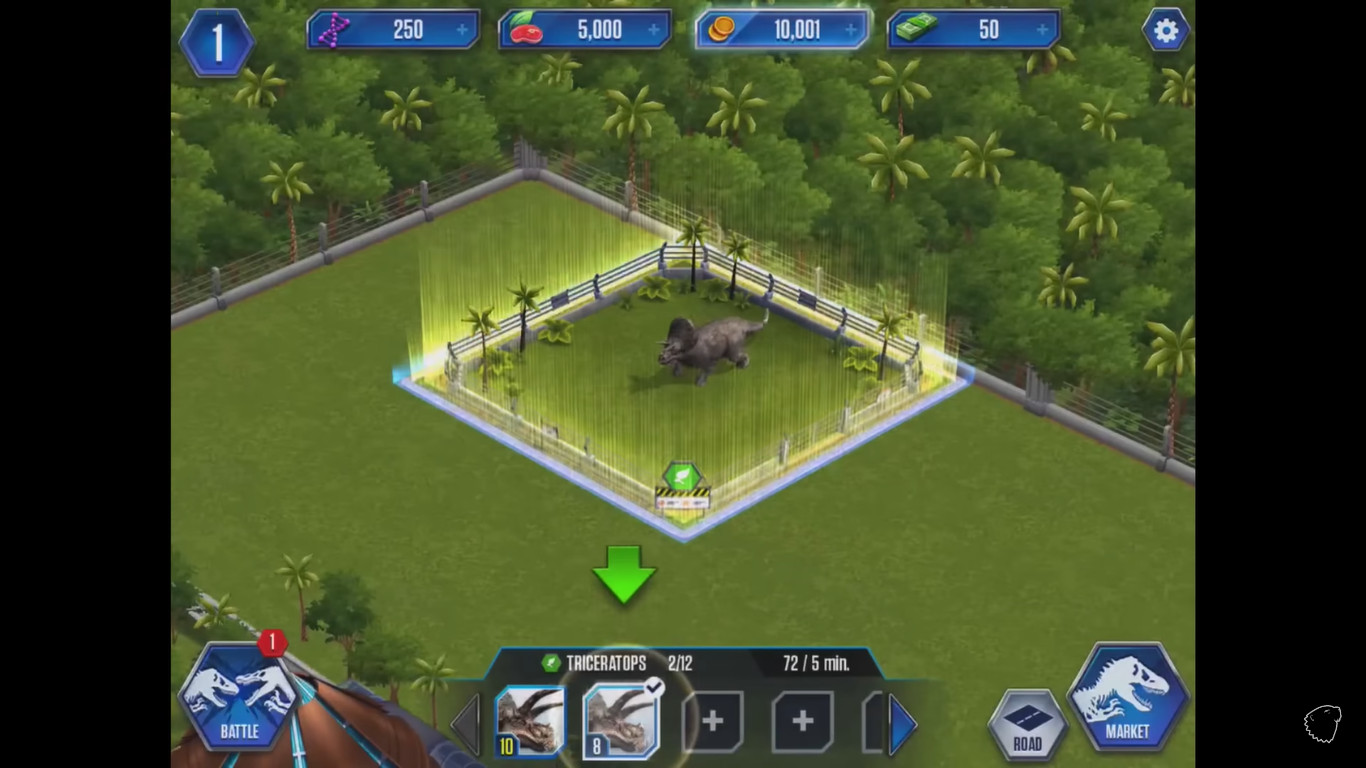 1
250
5,000
10,001
50
1
TRICERATOPS 2/12
72 / 5 min.
10
8
BATTLE
ROAD
MARKET